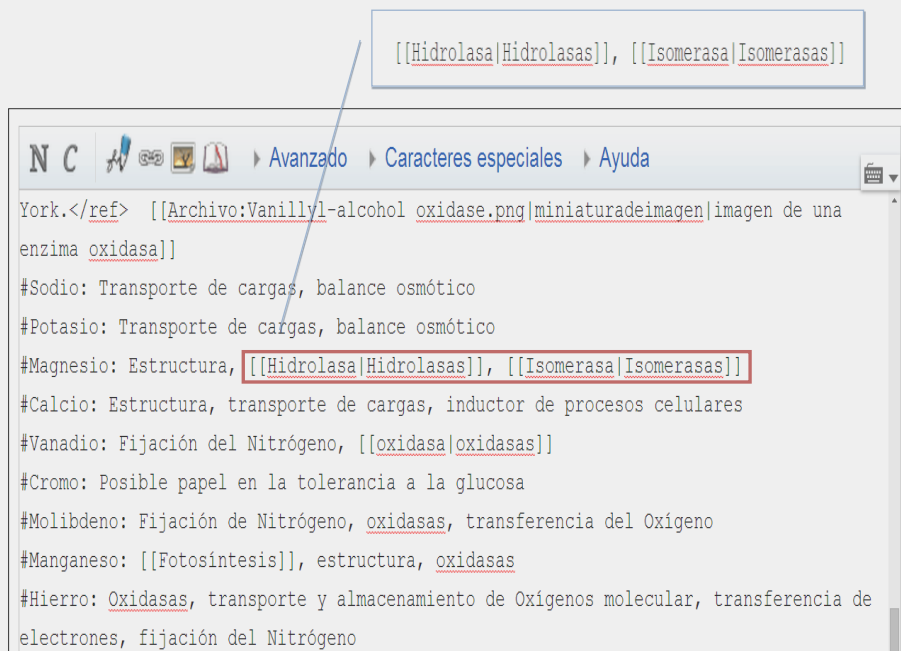 [[Hidrolasa|Hidrolasas]], [[Isomerasa|Isomerasas]]
N C Avanzado Caracteres especiales Ayuda
York.</ref>  [[Archivo:Vanillyl-alcohol oxidase.png|miniaturadeimagen|imagen de una
enzima oxidasa]]
#Sodio: Transporte de cargas, balance osmótico
#Potasio: Transporte de cargas, balance osmótico
#Magnesio: Estructura, [[Hidrolasa|Hidrolasas]], [[Isomerasa|Isomerasas]]
#Calcio: Estructura, transporte de cargas, inductor de procesos celulares
#Vanadio: Fijación del Nitrógeno, [[oxidasa|oxidasas]]
#Cromo: Posible papel en la tolerancia a la glucosa
#Molibdeno: Fijación de Nitrógeno, oxidasas, transferencia del Oxígeno
#Manganeso: [[Fotosíntesis]], estructura, oxidasas
#Hierro: Oxidasas, transporte y almacenamiento de Oxígenos molecular, transferencia de
electrones, fijación del Nitrógeno